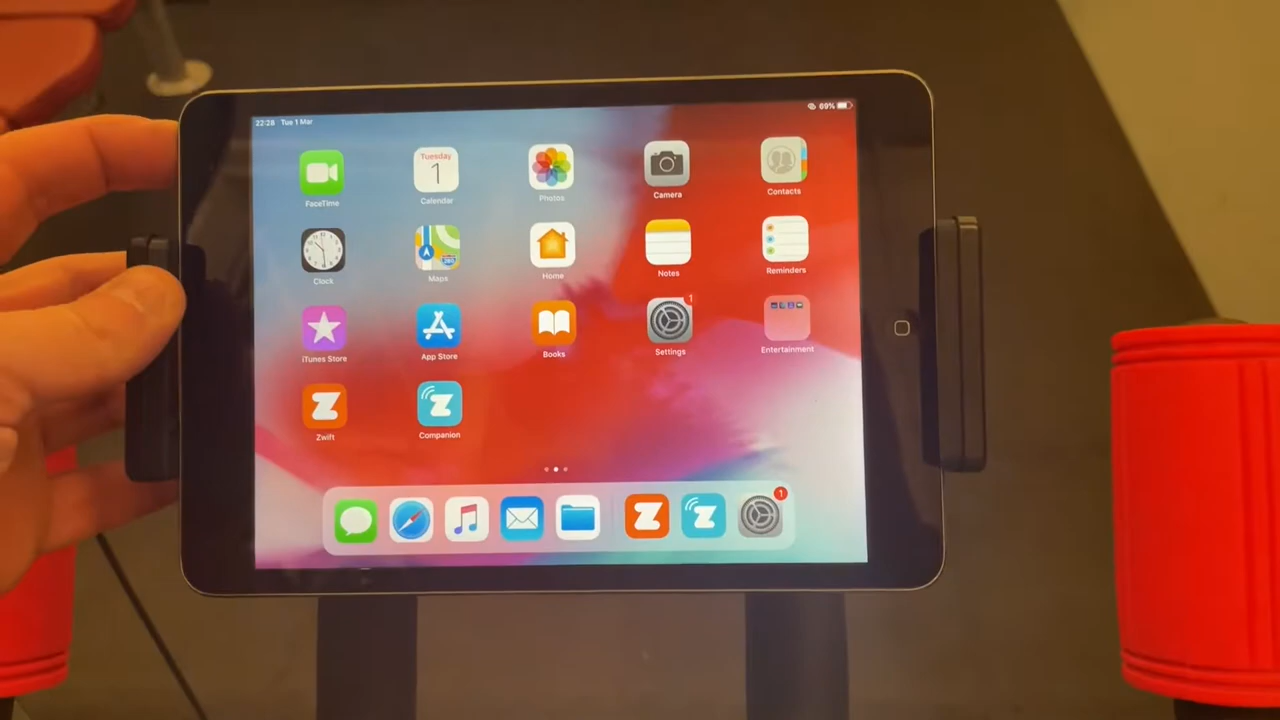 22:28 Tue 1 Mar
69%
Tuesday
1
FaceTime
Calendar
Photos
Camera
Contacts
Clock
Maps
Home
Notes
Reminders
1
iTunes Store
App Store
Books
Settings
Entertainment
Zwift
Companion
1